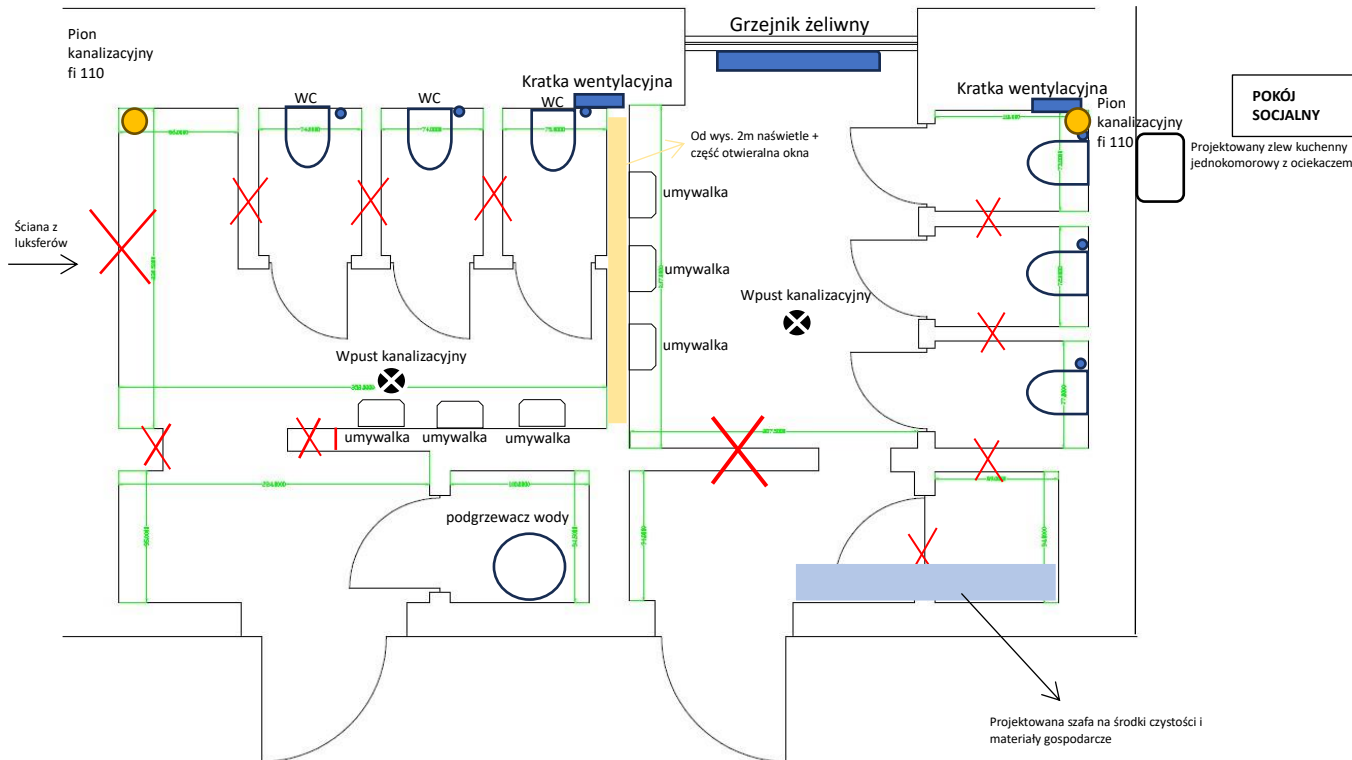 Grzejnik żeliwny
Pion
kanalizacyjny
fi 110
Kratka wentylacyjna
Kratka wentylacyjna
WC
WC
WC
Pion
kanalizacyjny
fi 110
POKÓJ
SOCJALNY
Od wys. 2m naświetle +
część otwieralna okna
Projektowany zlew kuchenny
jednokomorowy z ociekaczem
umywalka
Ściana z
luksferów
umywalka
Wpust kanalizacyjny
umywalka
Wpust kanalizacyjny
umywalka
umywalka
umywalka
podgrzewacz wody
Projektowana szafa na środki czystości i
materiały gospodarcze